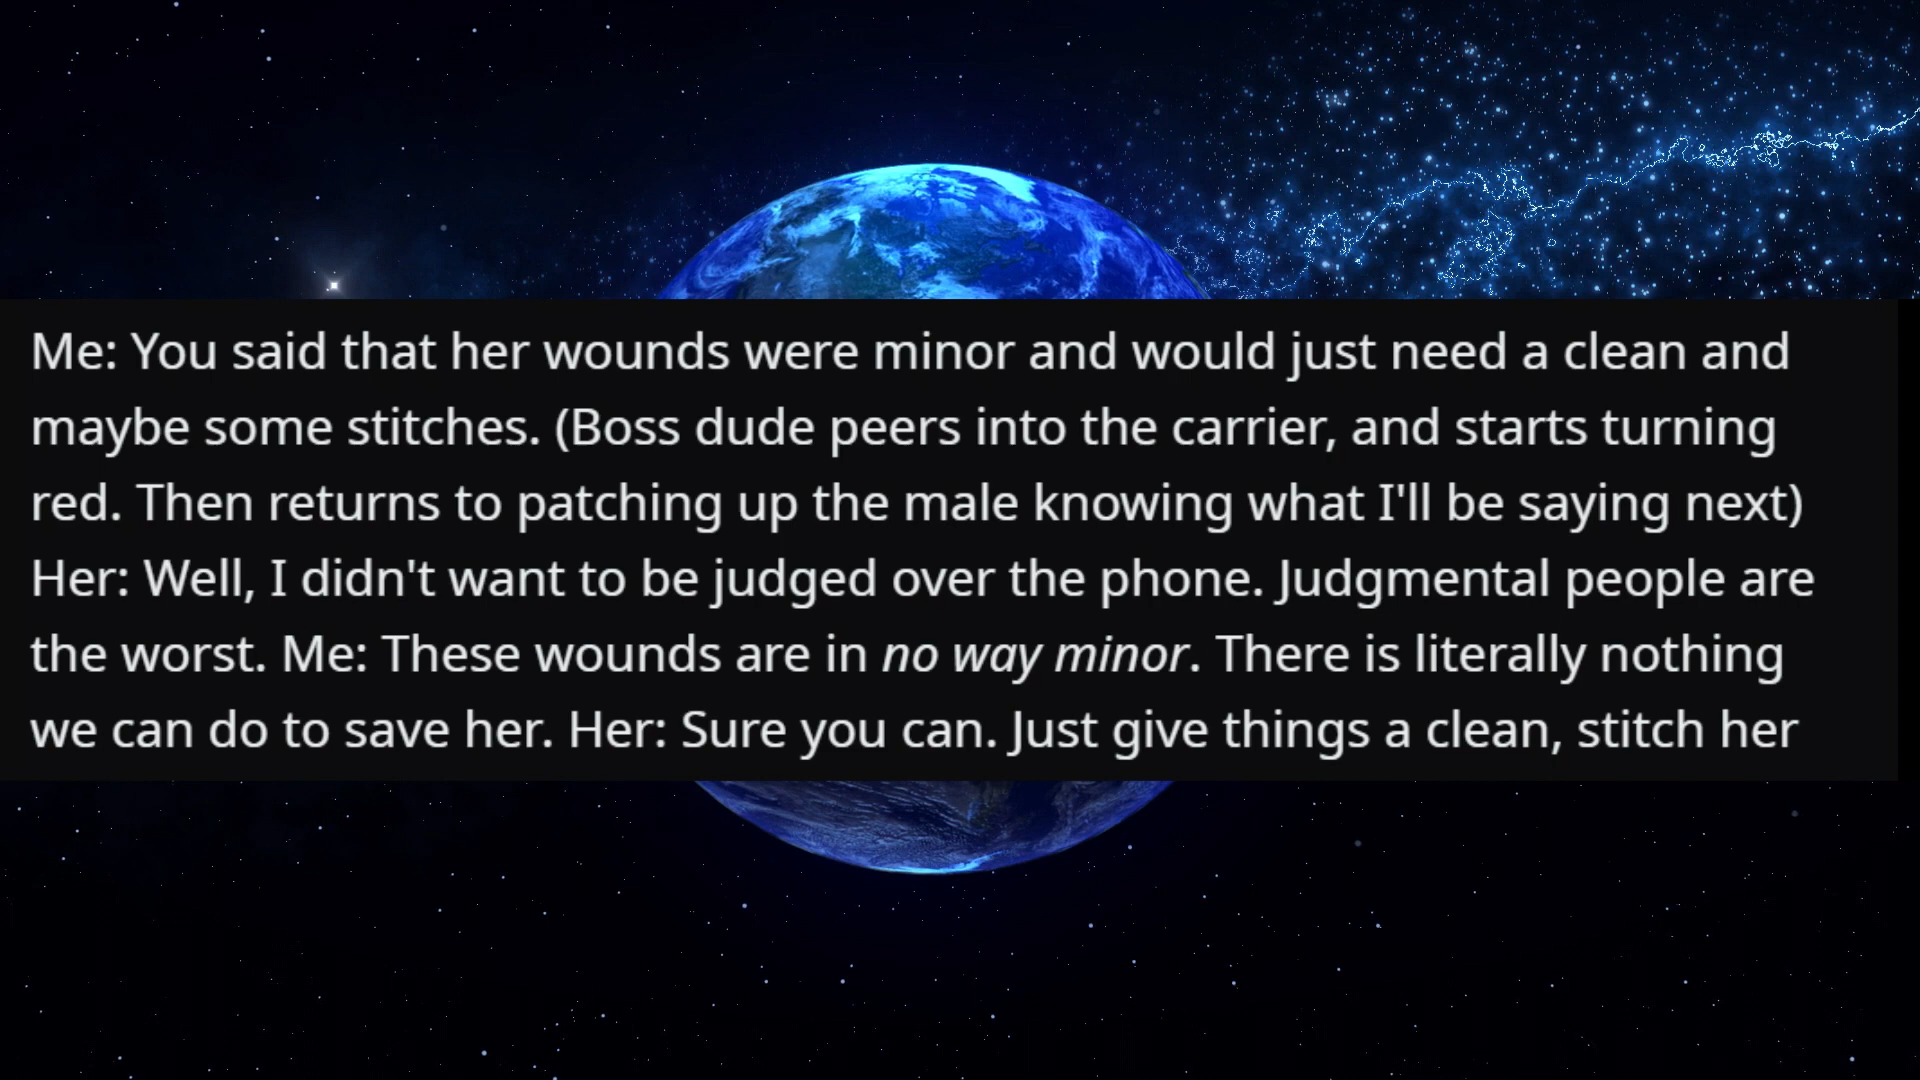 Me: You said that her wounds were minor and would just need a clean and
maybe some stitches. (Boss dude peers into the carrier, and starts turning
red. Then returns to patching up the male knowing what I'll be saying next)
Her: Well, I didn't want to be judged over the phone. Judgmental people are
the worst. Me: These wounds are in no way minor. There is literally nothing
we can do to save her. Her: Sure you can. Just give things a clean, stitch her